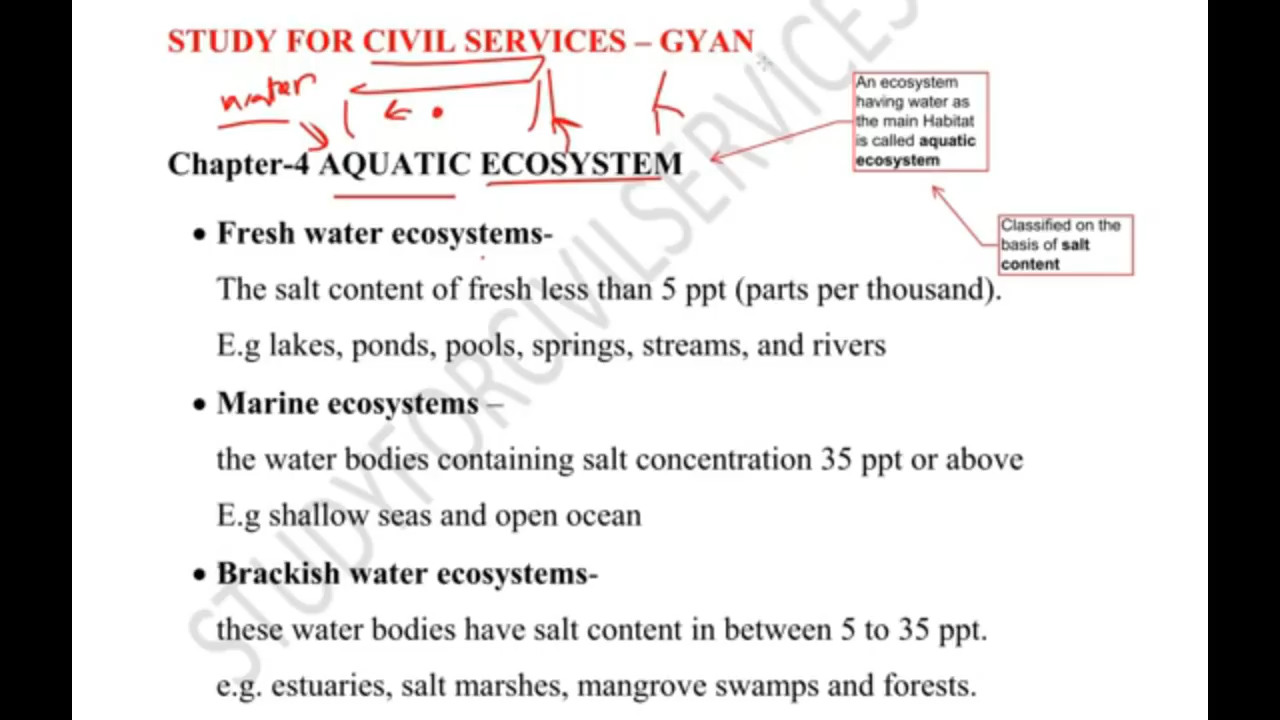 STUDY FOR CIVIL SERVICES – GYAN
water
An ecosystem
having water as
the main Habitat
is called aquatic
ecosystem
Chapter-4 AQUATIC ECOSYSTEM
Classified on the
basis of salt
content
• Fresh water ecosystems-
The salt content of fresh less than 5 ppt (parts per thousand).
E.g lakes, ponds, pools, springs, streams, and rivers
• Marine ecosystems –
the water bodies containing salt concentration 35 ppt or above
E.g shallow seas and open ocean
• Brackish water ecosystems-
these water bodies have salt content in between 5 to 35 ppt.
e.g. estuaries, salt marshes, mangrove swamps and forests.
STUDYFORCIVILSERVICES